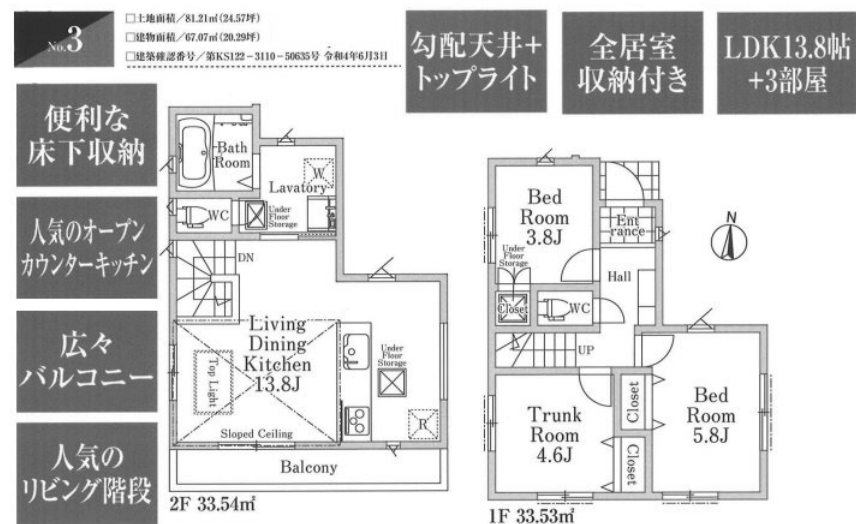 No.3
□土地面積／81.21㎡(24.57坪)
□建物面積／67.07㎡(20.29坪)
□建築確認番号／第KS122－3110－50635号 令和4年6月3日
勾配天井+
トップライト
全居室
収納付き
LDK13.8帖
+3部屋
便利な
床下収納
人気のオープン
カウンターキッチン
広々
バルコニー
人気の
リビング階段
Bath
Room
W
Lavatory
WC
Under
Floor
Storage
DN
Living
Dining
Kitchen
13.8J
Top Light
Under
Floor
Storage
R
Sloped Ceiling
Balcony
2F 33.54㎡
Bed
Room
3.8J
Ent
rance
Under
Floor
Storage
Hall
Closet
WC
UP
Trunk
Room
4.6J
Closet
Closet
Bed
Room
5.8J
1F 33.53㎡
N